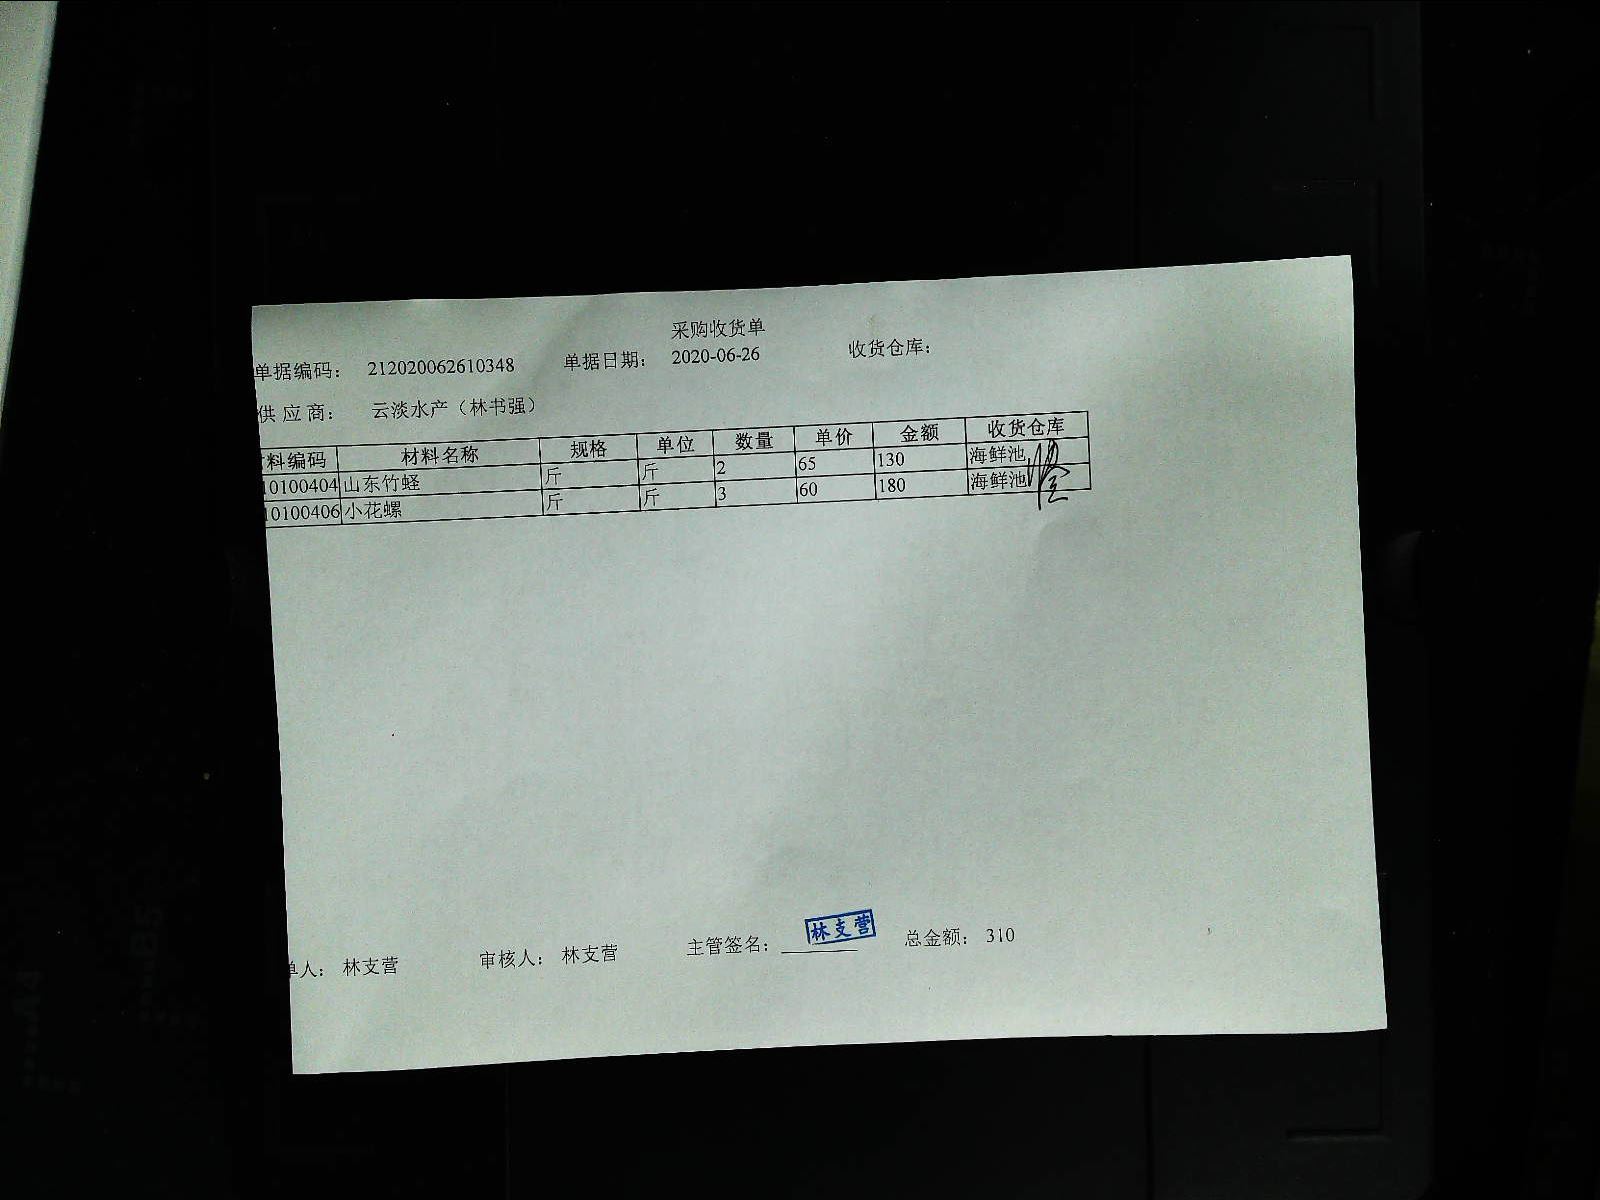 采购收货单
单据编码： 212020062610348 单据日期： 2020-06-26 收货仓库：
供应商： 云淡水产（林书强）
料编码 材料名称 规格 单位 数量 单价 金额 收货仓库
10100404 山东竹蛏 斤 斤 2 65 130 海鲜池
10100406 小花螺 斤 斤 3 60 180 海鲜池
单人： 林支营 审核人： 林支营 主管签名： 林支营 总金额： 310